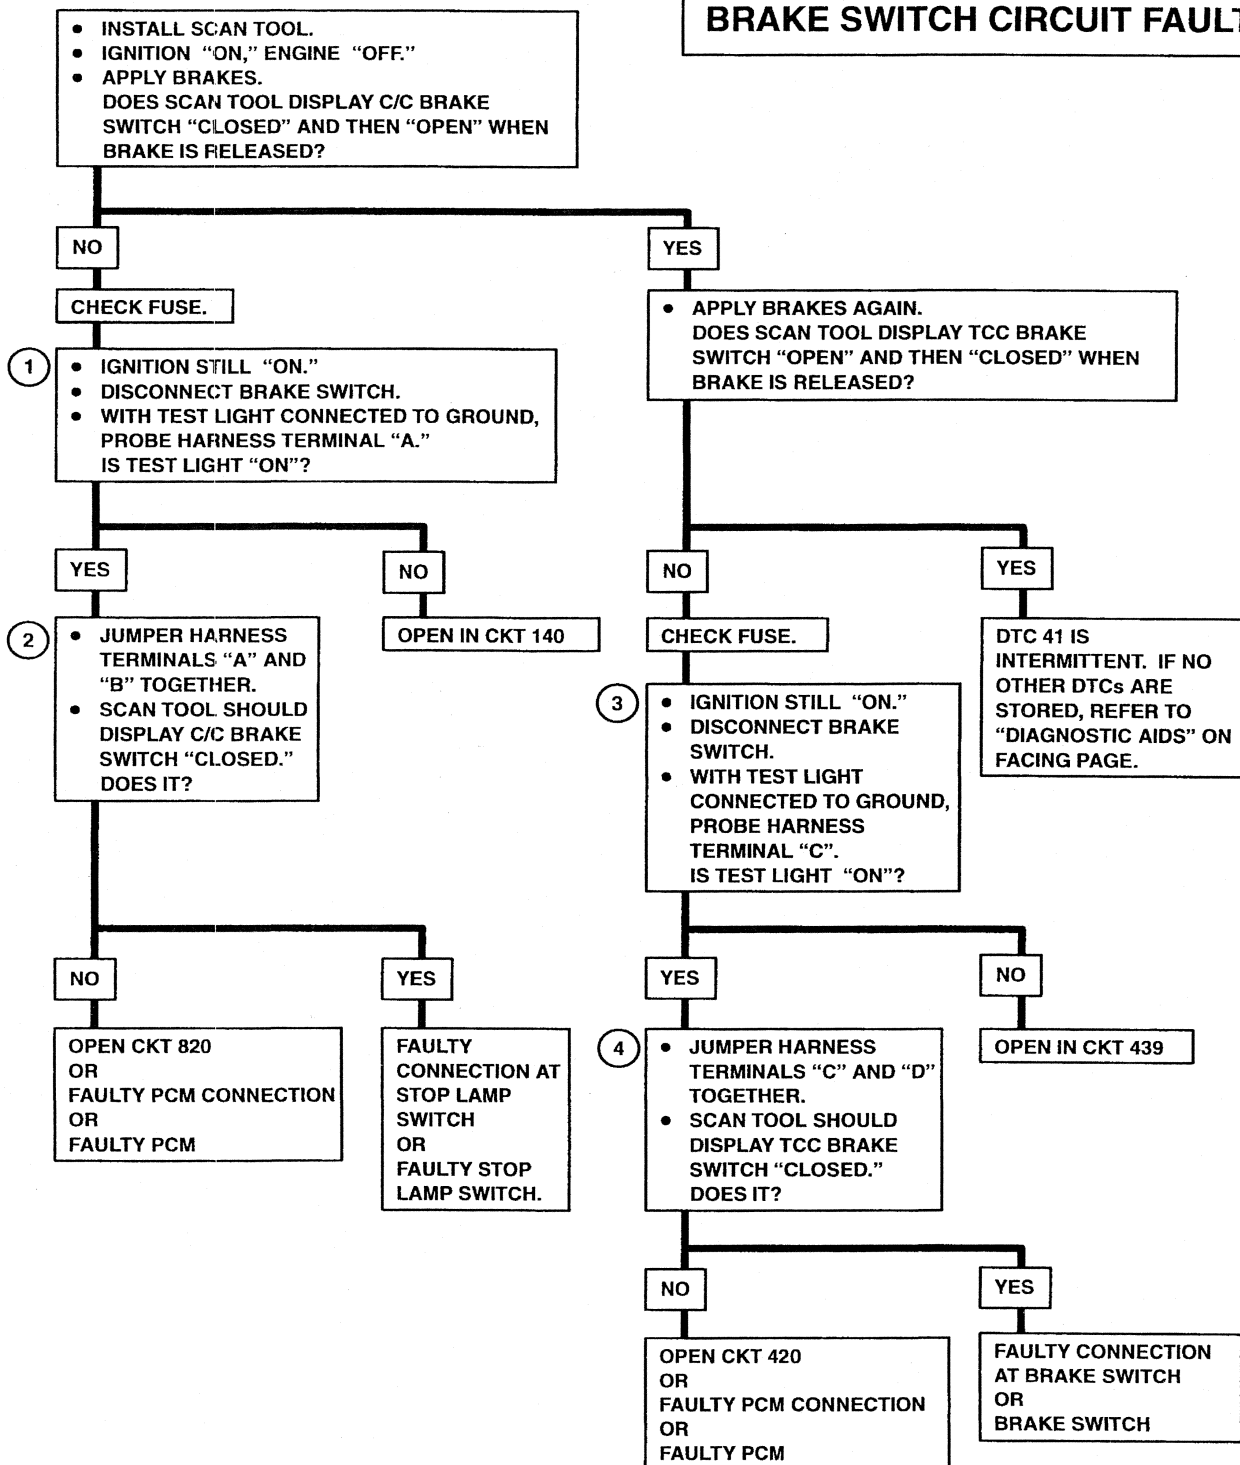 BRAKE SWITCH CIRCUIT FAULT
• INSTALL SCAN TOOL.
• IGNITION “ON,” ENGINE “OFF.”
• APPLY BRAKES.
DOES SCAN TOOL DISPLAY C/C BRAKE
SWITCH “CLOSED” AND THEN “OPEN” WHEN
BRAKE IS RELEASED?
NO
YES
CHECK FUSE.
1
• IGNITION STILL “ON.”
• DISCONNECT BRAKE SWITCH.
• WITH TEST LIGHT CONNECTED TO GROUND,
PROBE HARNESS TERMINAL “A.”
IS TEST LIGHT “ON”?
• APPLY BRAKES AGAIN.
DOES SCAN TOOL DISPLAY TCC BRAKE
SWITCH “OPEN” AND THEN “CLOSED” WHEN
BRAKE IS RELEASED?
YES
NO
NO
YES
2
• JUMPER HARNESS
TERMINALS “A” AND
“B” TOGETHER.
• SCAN TOOL SHOULD
DISPLAY C/C BRAKE
SWITCH “CLOSED.”
DOES IT?
OPEN IN CKT 140
CHECK FUSE.
DTC 41 IS
INTERMITTENT. IF NO
OTHER DTCs ARE
STORED, REFER TO
“DIAGNOSTIC AIDS” ON
FACING PAGE.
3
• IGNITION STILL “ON.”
• DISCONNECT BRAKE
SWITCH.
• WITH TEST LIGHT
CONNECTED TO GROUND,
PROBE HARNESS
TERMINAL “C”.
IS TEST LIGHT “ON”?
NO
YES
YES
NO
OPEN CKT 820
OR
FAULTY PCM CONNECTION
OR
FAULTY PCM
FAULTY
CONNECTION AT
STOP LAMP
SWITCH
OR
FAULTY STOP
LAMP SWITCH.
4
• JUMPER HARNESS
TERMINALS “C” AND “D”
TOGETHER.
• SCAN TOOL SHOULD
DISPLAY TCC BRAKE
SWITCH “CLOSED.”
DOES IT?
OPEN IN CKT 439
NO
YES
OPEN CKT 420
OR
FAULTY PCM CONNECTION
OR
FAULTY PCM
FAULTY CONNECTION
AT BRAKE SWITCH
OR
BRAKE SWITCH